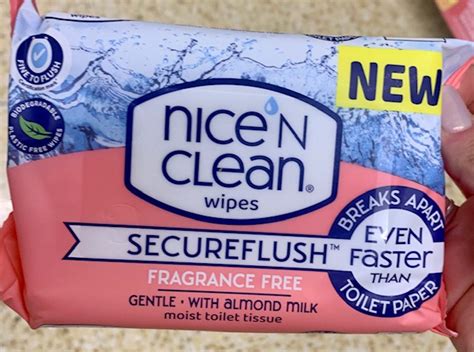 FINE TO FLUSH
BIODEGRADABLE
PLASTIC FREE WIPES
NEW
nice'N
CLEAN®
wipes
SECUREFLUSH™
FRAGRANCE FREE
GENTLE • WITH ALMOND MILK
moist toilet tissue
BREAKS APART
EVEN
FASTER
THAN
TOILET PAPER